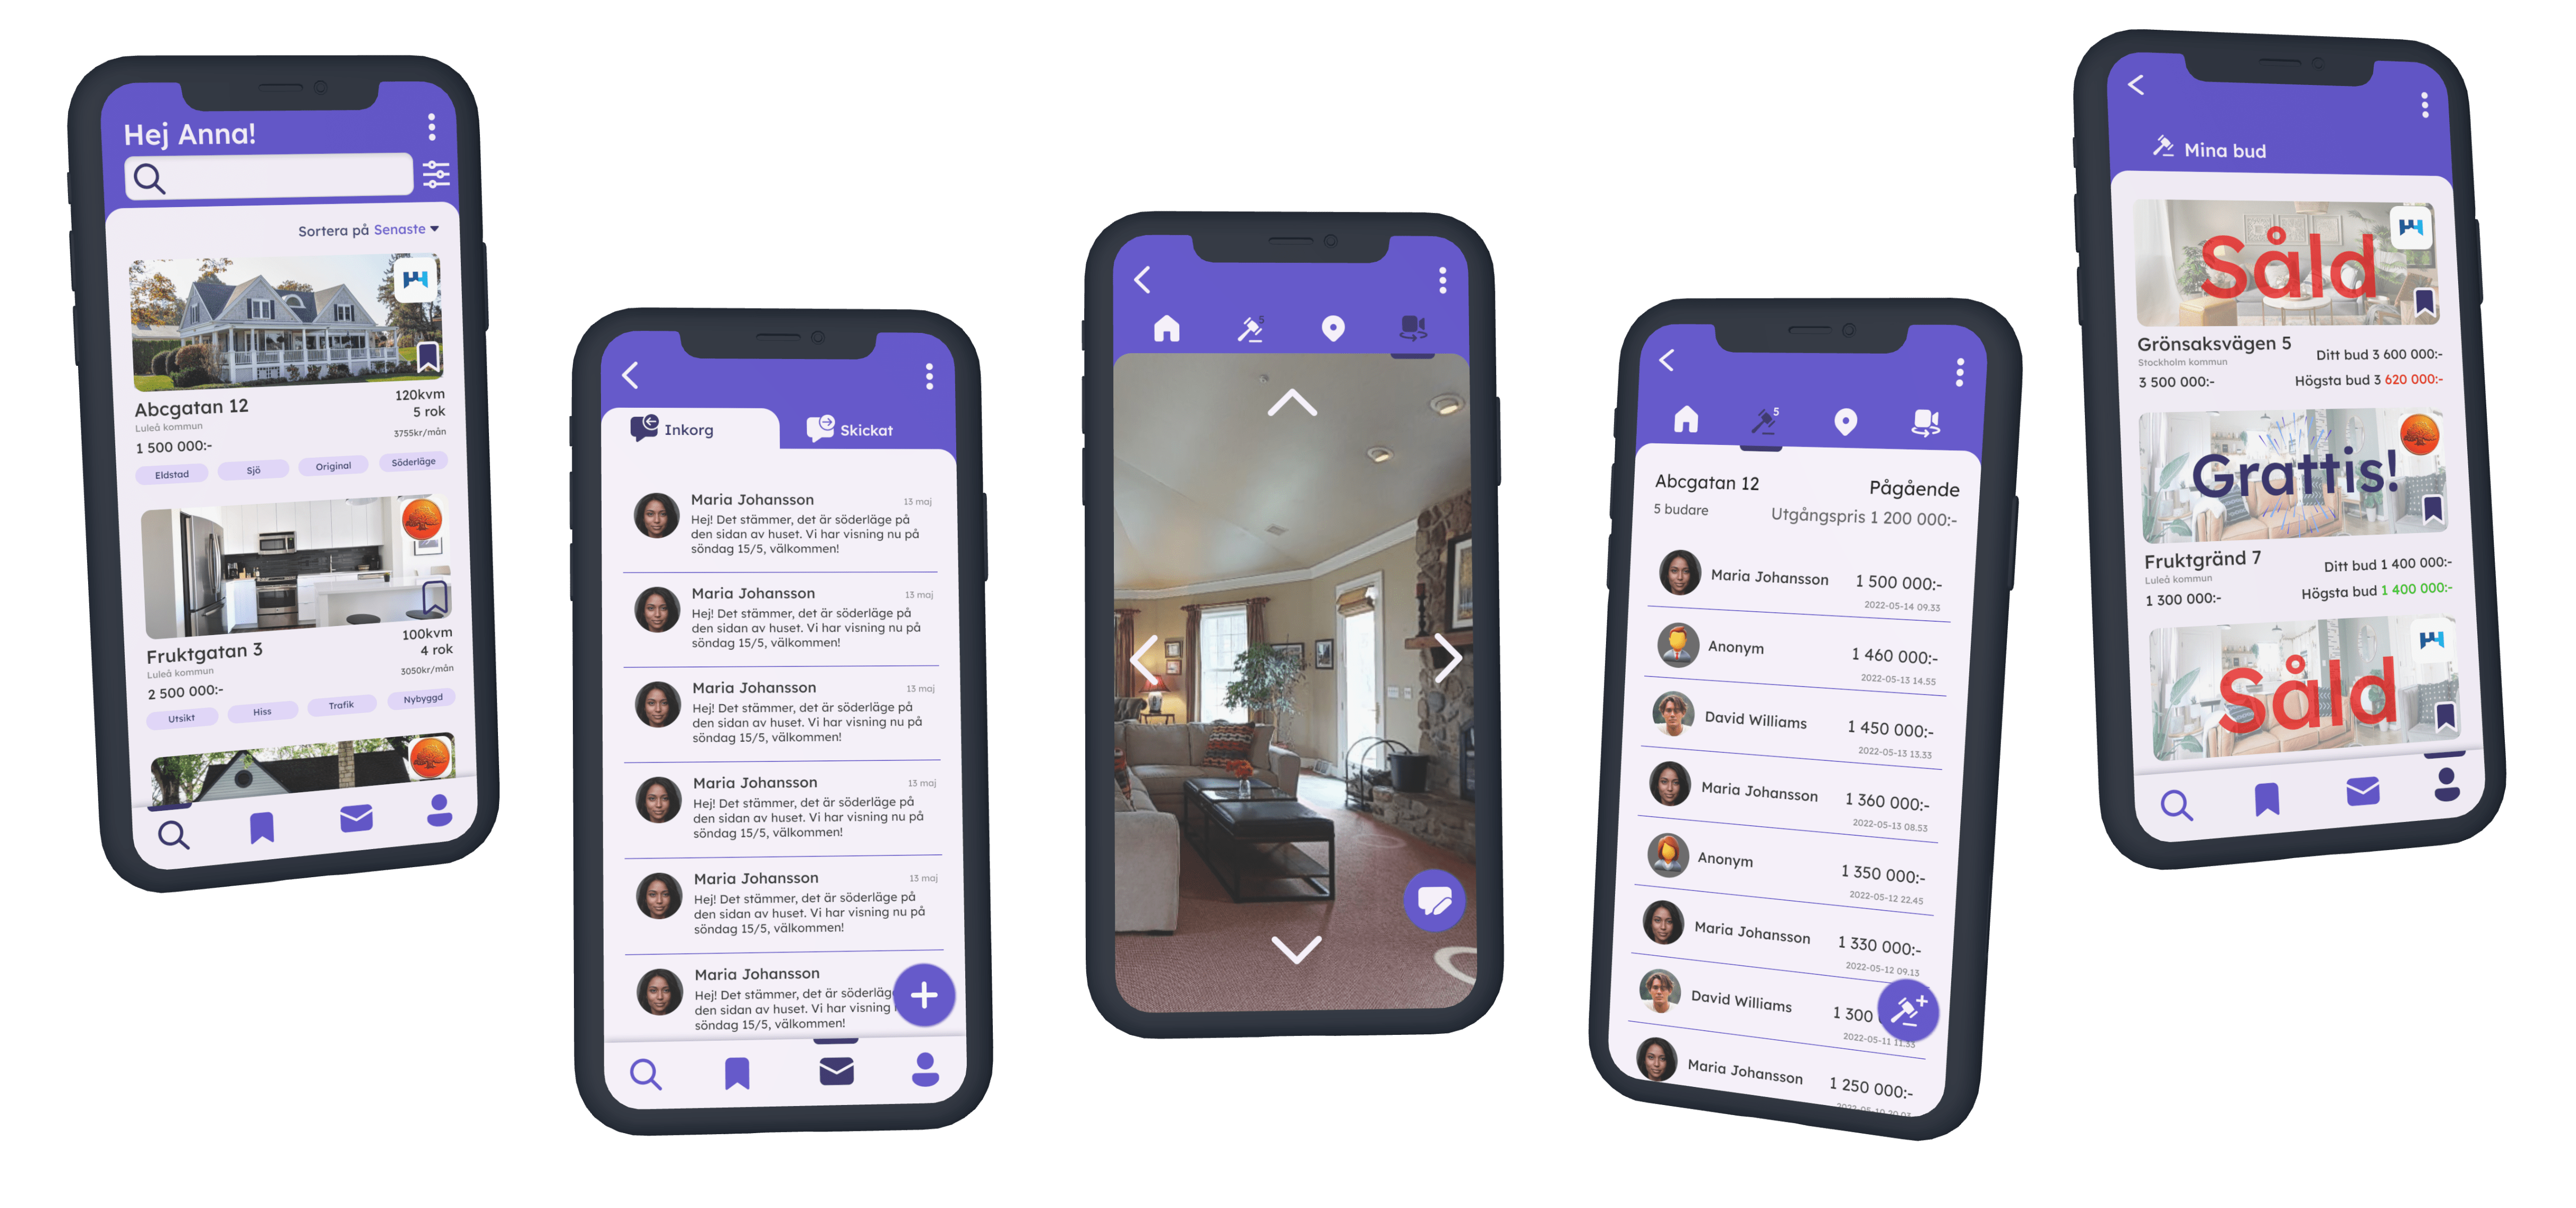 Hej Anna!
Sortera på Senaste
Abcgatan 12
Luleå kommun
1 500 000:-
120kvm
5 rok
3755kr/mån
Eldstad
Sjö
Original
Söderläge
Fruktgatan 3
Luleå kommun
2 500 000:-
100kvm
4 rok
3050kr/mån
Utsikt
Hiss
Trafik
Nybyggd
Inkorg
Skickat
Maria Johansson
13 maj
Hej! Det stämmer, det är söderläge på
den sidan av huset. Vi har visning nu på
söndag 15/5, välkommen!
Maria Johansson
13 maj
Hej! Det stämmer, det är söderläge på
den sidan av huset. Vi har visning nu på
söndag 15/5, välkommen!
Maria Johansson
13 maj
Hej! Det stämmer, det är söderläge på
den sidan av huset. Vi har visning nu på
söndag 15/5, välkommen!
Maria Johansson
13 maj
Hej! Det stämmer, det är söderläge på
den sidan av huset. Vi har visning nu på
söndag 15/5, välkommen!
Maria Johansson
13 maj
Hej! Det stämmer, det är söderläge på
den sidan av huset. Vi har visning nu på
söndag 15/5, välkommen!
Maria Johansson
Hej! Det stämmer, det är söderläg
den sidan av huset. Vi har visning
söndag 15/5, välkommen!
5
5
Abcgatan 12
Pågående
5 budare
Utgångspris 1 200 000:-
Maria Johansson
1 500 000:-
2022-05-14 09.33
Anonym
1 460 000:-
2022-05-13 14.55
David Williams
1 450 000:-
2022-05-13 13.33
Maria Johansson
1 360 000:-
2022-05-13 08.53
Anonym
1 350 000:-
2022-05-12 22.45
Maria Johansson
1 330 000:-
2022-05-12 09.13
David Williams
1 300
2022-05-11 11.33
Maria Johansson
1 250 000:-
2022-05-10 20.03
Mina bud
Såld
Grönsaksvägen 5
Stockholm kommun
3 500 000:-
Ditt bud 3 600 000:-
Högsta bud 3 620 000:-
Grattis!
Fruktgränd 7
Luleå kommun
1 300 000:-
Ditt bud 1 400 000:-
Högsta bud 1 400 000:-
Såld